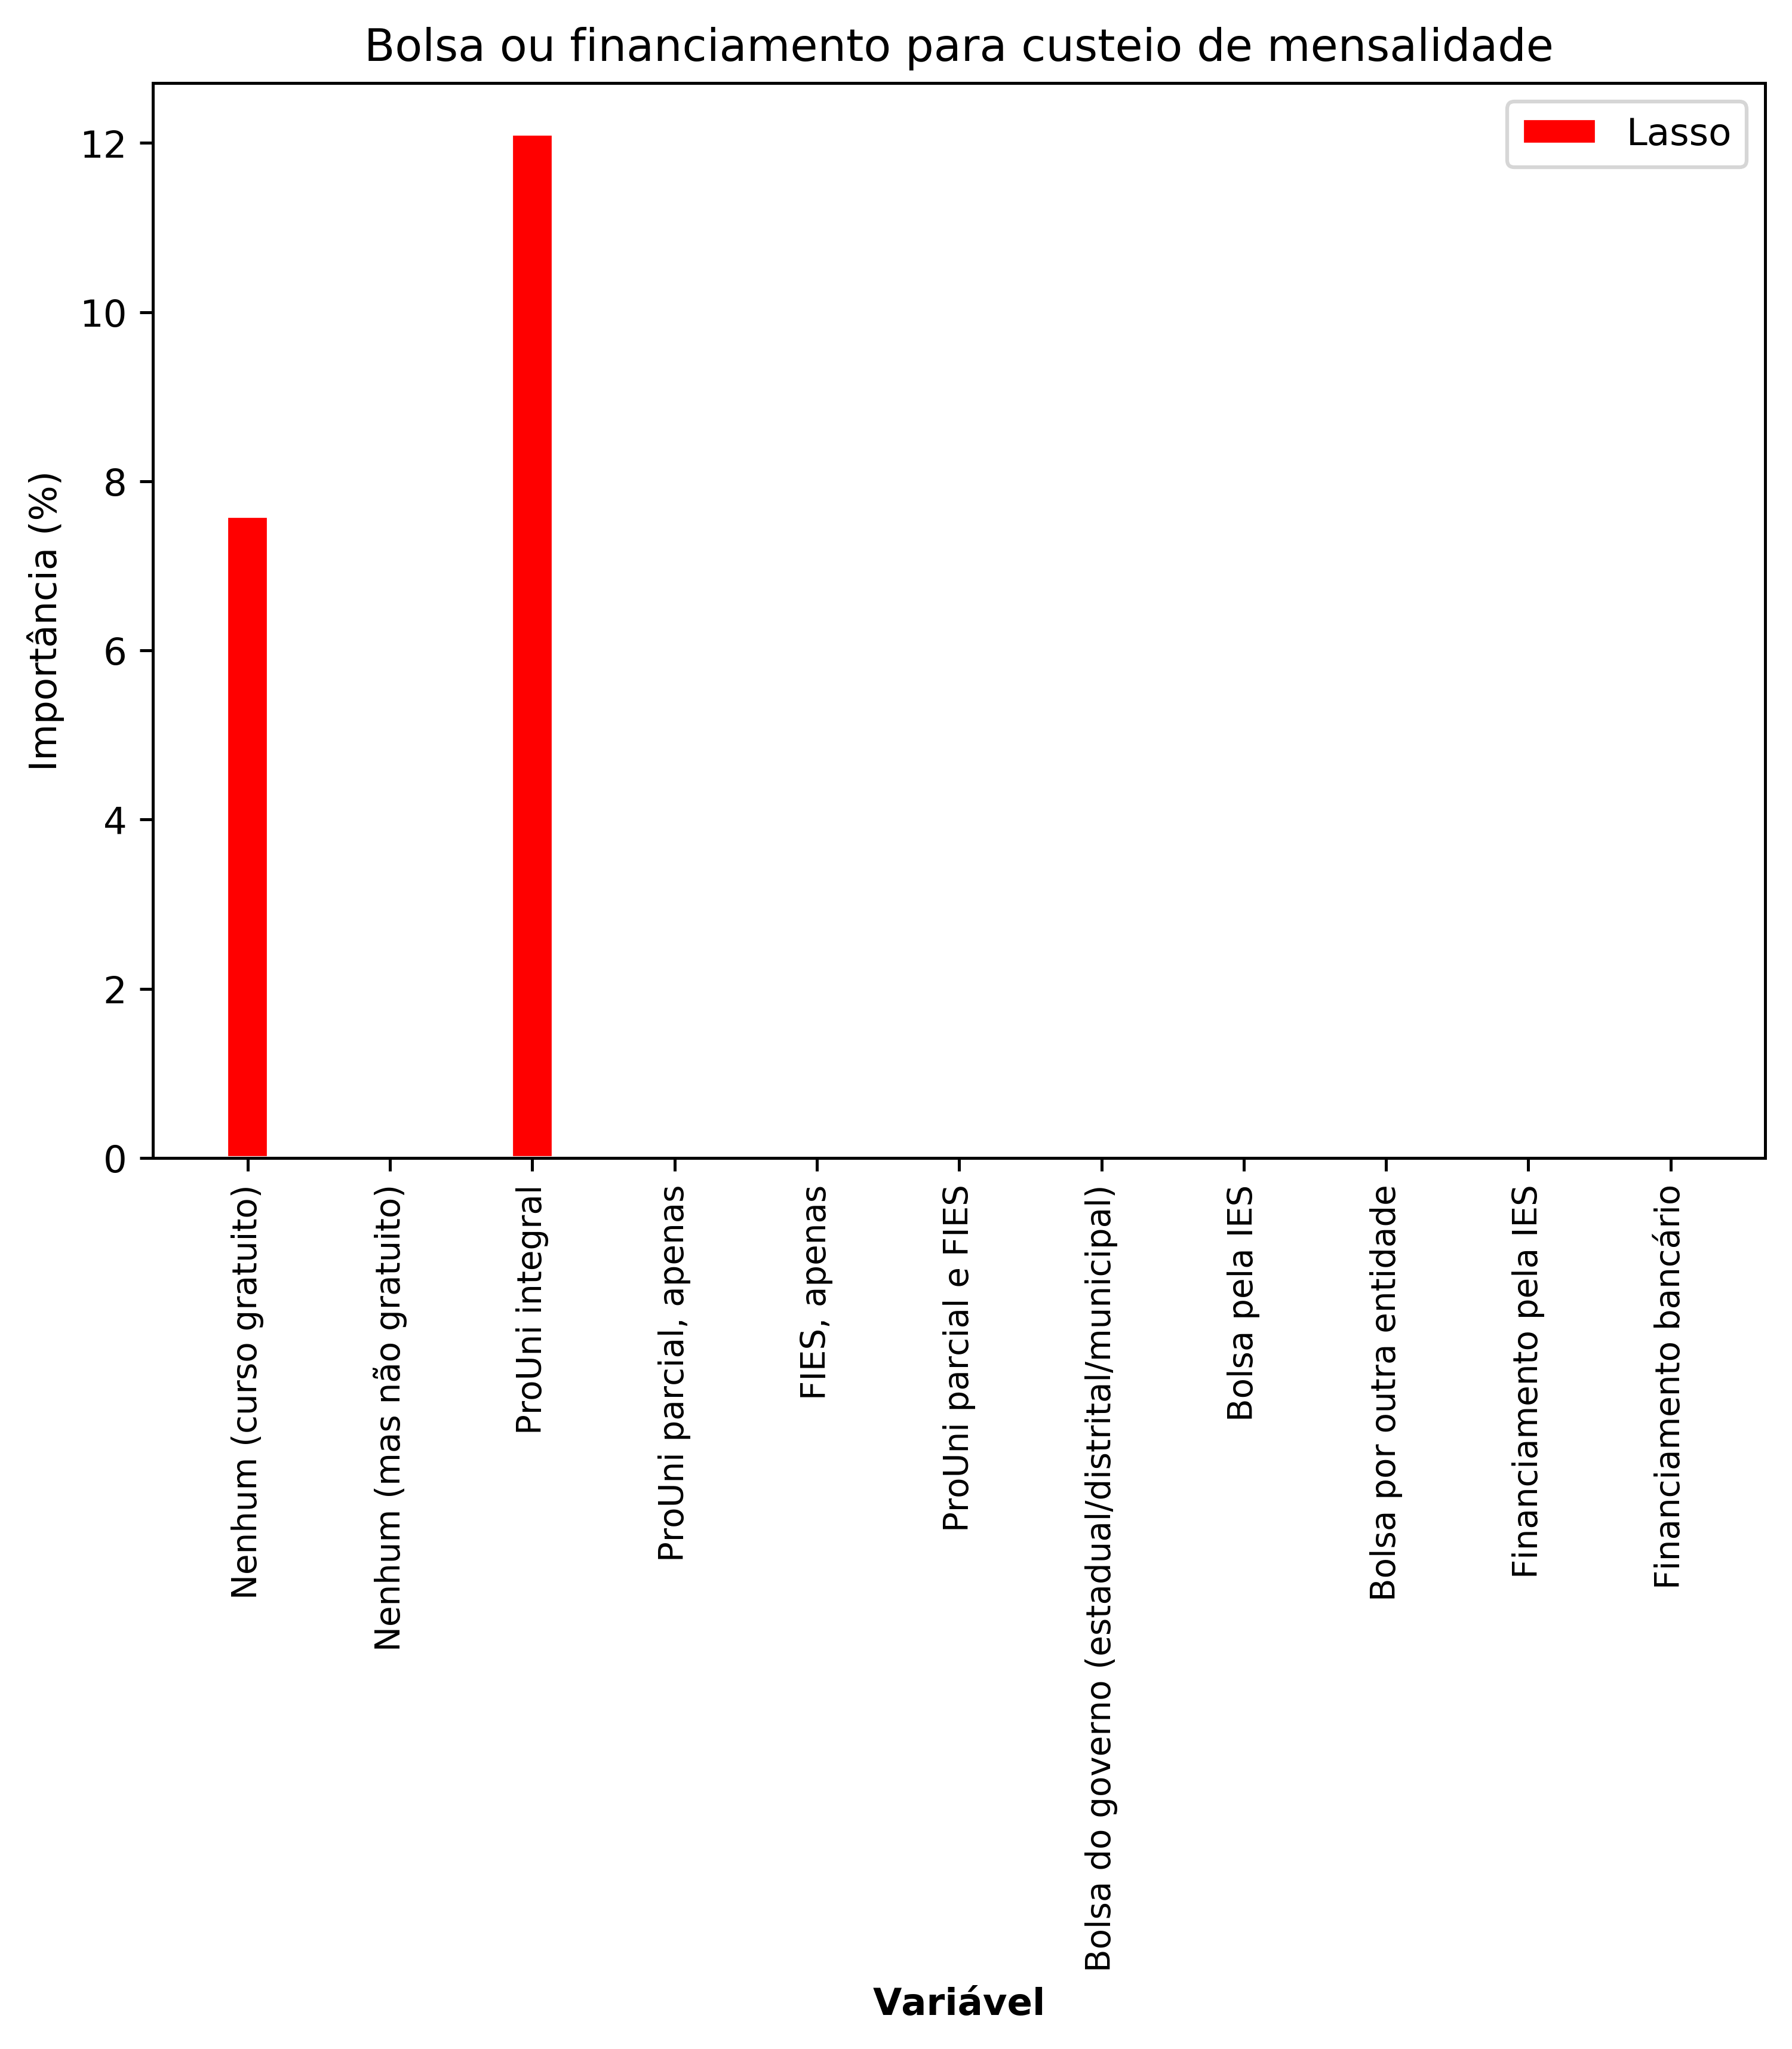 Bolsa ou financiamento para custeio de mensalidade
Lasso
12
10
8
6
4
2
0
Importância (%)
Nenhum (curso gratuito)
Nenhum (mas não gratuito)
ProUni integral
ProUni parcial, apenas
FIES, apenas
ProUni parcial e FIES
Bolsa do governo (estadual/distrital/municipal)
Bolsa pela IES
Bolsa por outra entidade
Financiamento pela IES
Financiamento bancário
Variável